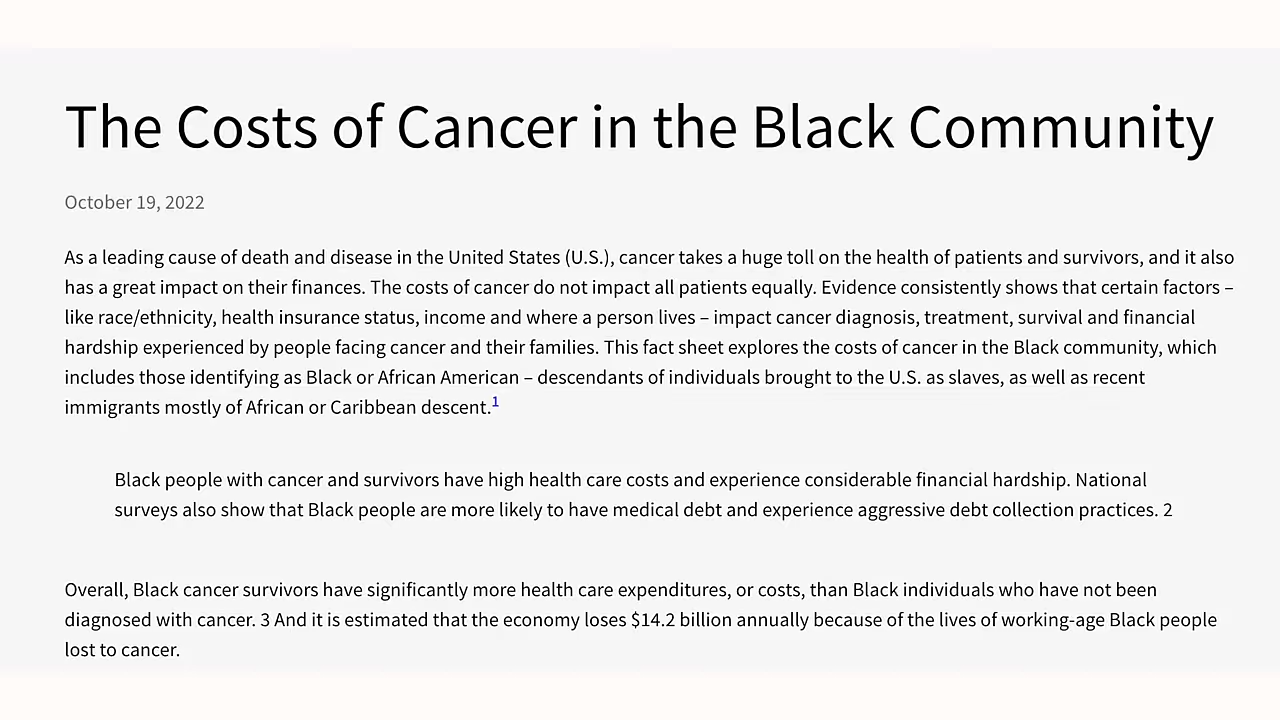 The Costs of Cancer in the Black Community
October 19, 2022
As a leading cause of death and disease in the United States (U.S.), cancer takes a huge toll on the health of patients and survivors, and it also
has a great impact on their finances. The costs of cancer do not impact all patients equally. Evidence consistently shows that certain factors –
like race/ethnicity, health insurance status, income and where a person lives – impact cancer diagnosis, treatment, survival and financial
hardship experienced by people facing cancer and their families. This fact sheet explores the costs of cancer in the Black community, which
includes those identifying as Black or African American – descendants of individuals brought to the U.S. as slaves, as well as recent
immigrants mostly of African or Caribbean descent.1
Black people with cancer and survivors have high health care costs and experience considerable financial hardship. National
surveys also show that Black people are more likely to have medical debt and experience aggressive debt collection practices. 2
Overall, Black cancer survivors have significantly more health care expenditures, or costs, than Black individuals who have not been
diagnosed with cancer. 3 And it is estimated that the economy loses $14.2 billion annually because of the lives of working-age Black people
lost to cancer.